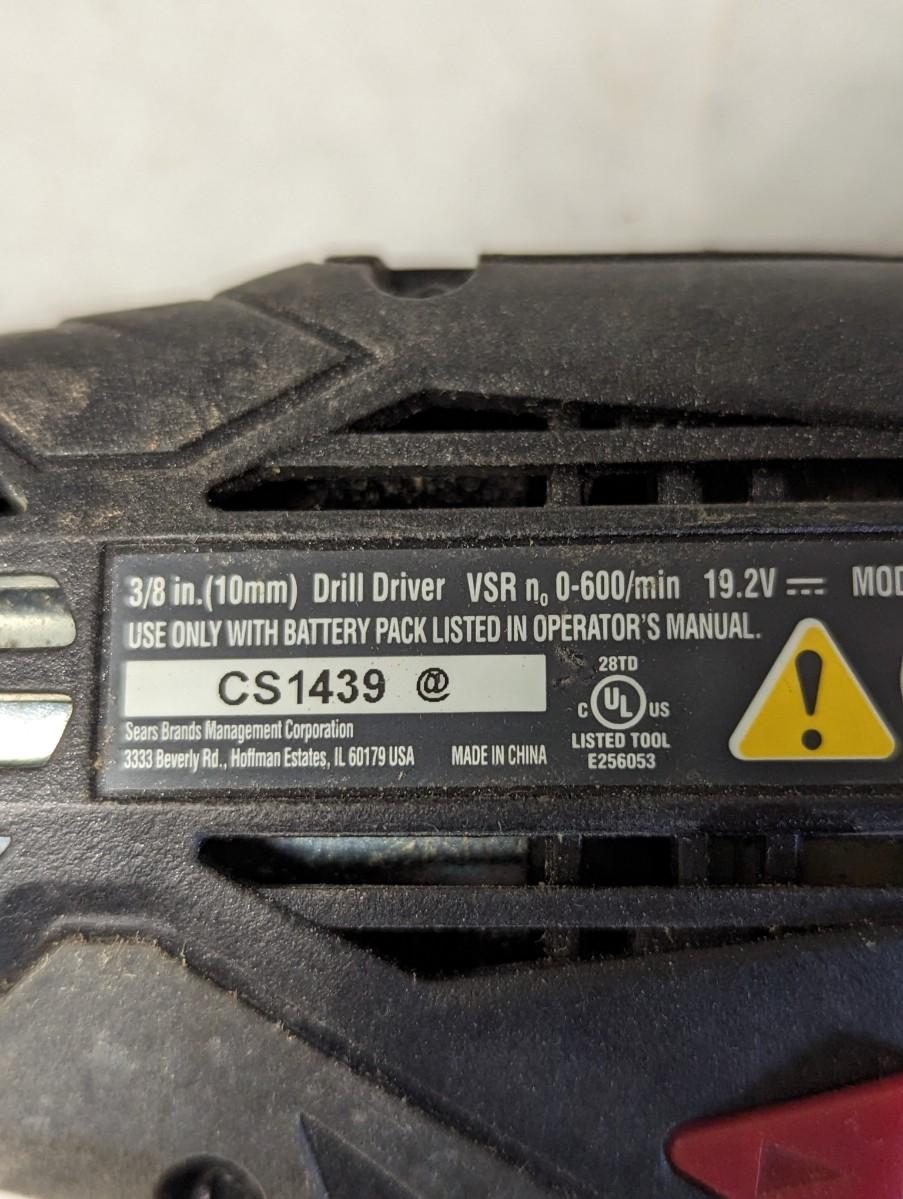 3/8 in.(10mm) Drill Driver VSR n₀ 0-600/min 19.2V ⎓ MOD
USE ONLY WITH BATTERY PACK LISTED IN OPERATOR'S MANUAL.
CS1439 @
Sears Brands Management Corporation
3333 Beverly Rd., Hoffman Estates, IL 60179 USA MADE IN CHINA
28TD
C UL US
LISTED TOOL
E256053
!